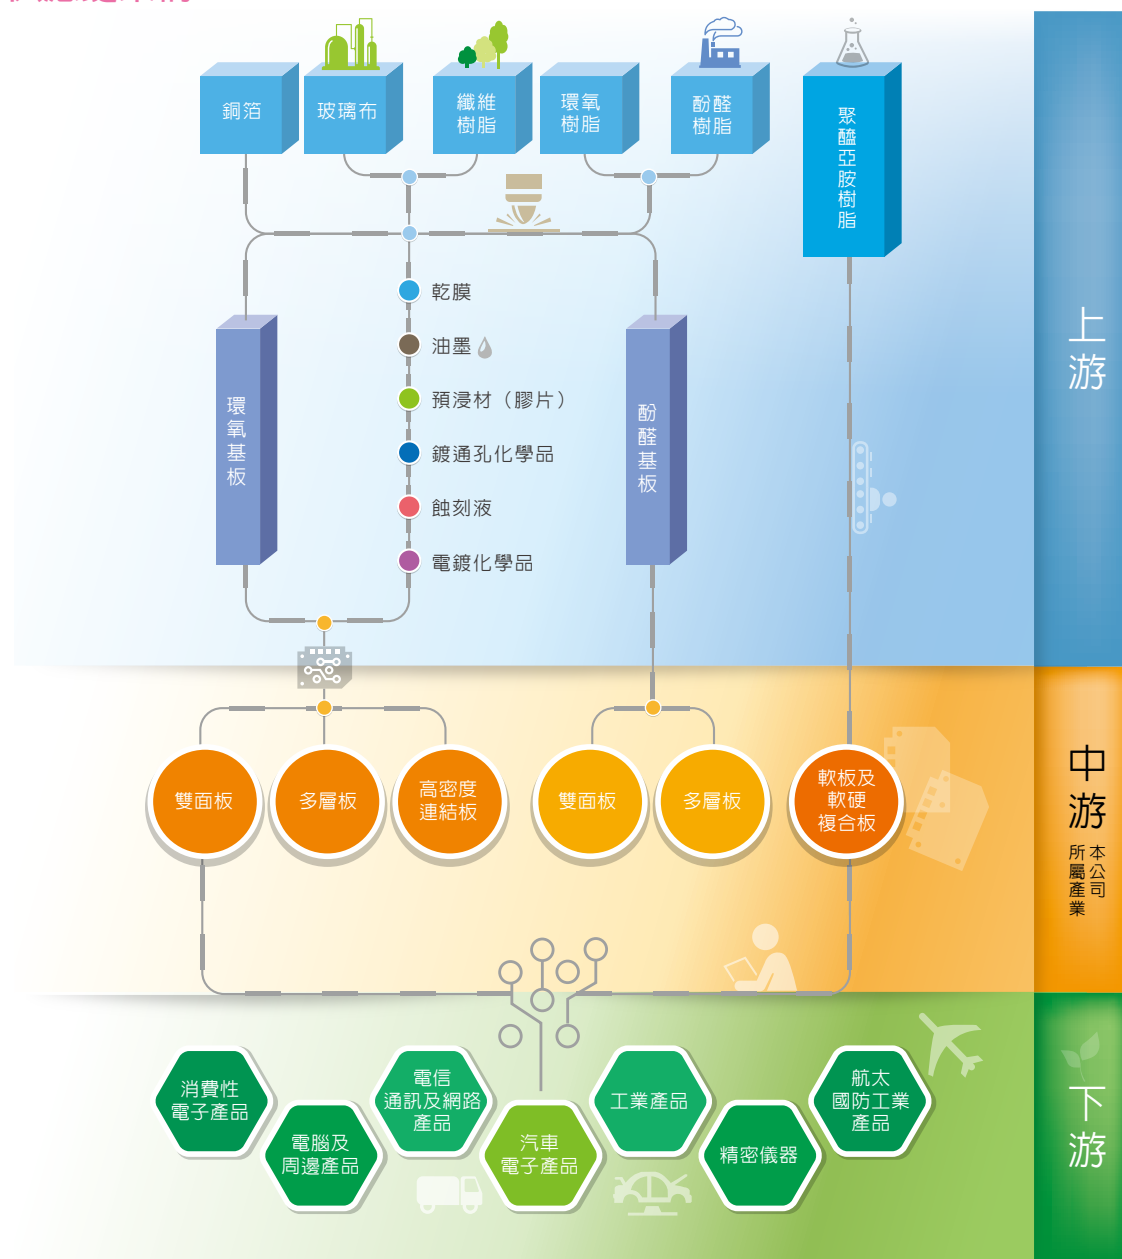 銅箔
玻璃布
纖維
樹脂
環氧
樹脂
酚醛
樹脂
聚醯亞胺樹脂
乾膜
油墨
預浸材（膠片）
鍍通孔化學品
蝕刻液
電鍍化學品
環氧基板
酚醛基板
上游
雙面板
多層板
高密度
連結板
雙面板
多層板
軟板及
軟硬
複合板
中游
本公司
所屬產業
消費性
電子產品
電腦及
周邊產品
電信
通訊及網路
產品
汽車
電子產品
工業產品
精密儀器
航太
國防工業
產品
下游